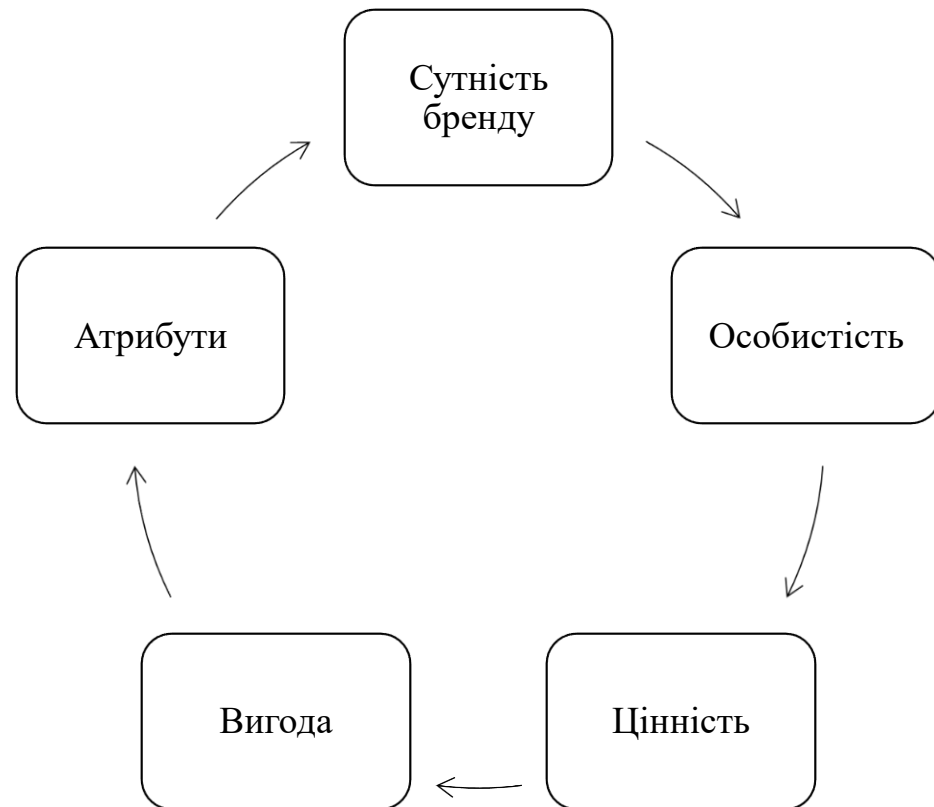 Сутність
бренду
Атрибути
Особистість
Вигода
Цінність